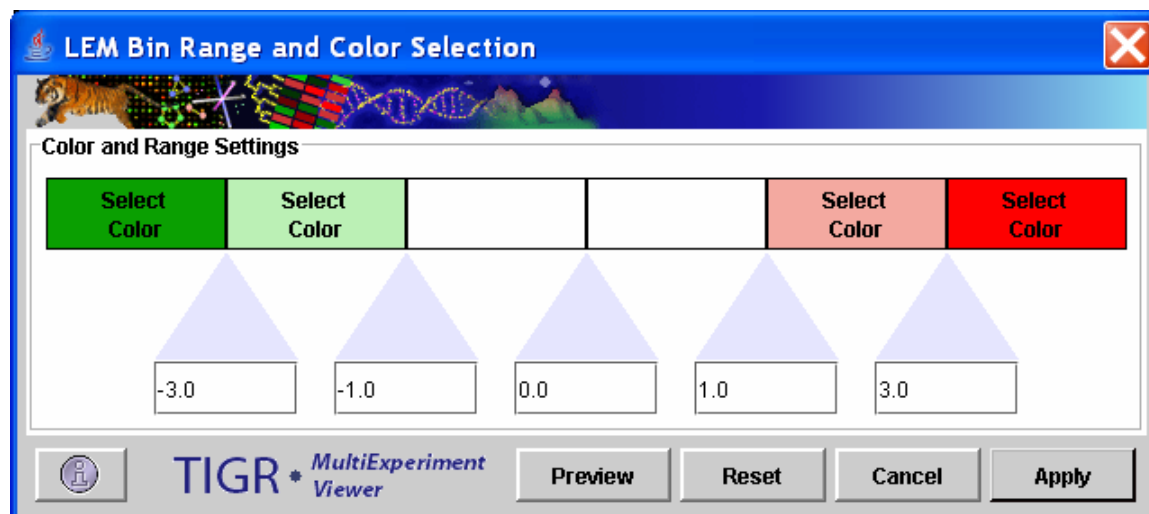 LEM Bin Range and Color Selection
Color and Range Settings
Select Select Select Select
Color Color Color Color
-3.0 -1.0 0.0 1.0 3.0
TIGR * MultiExperiment Viewer Preview Reset Cancel Apply